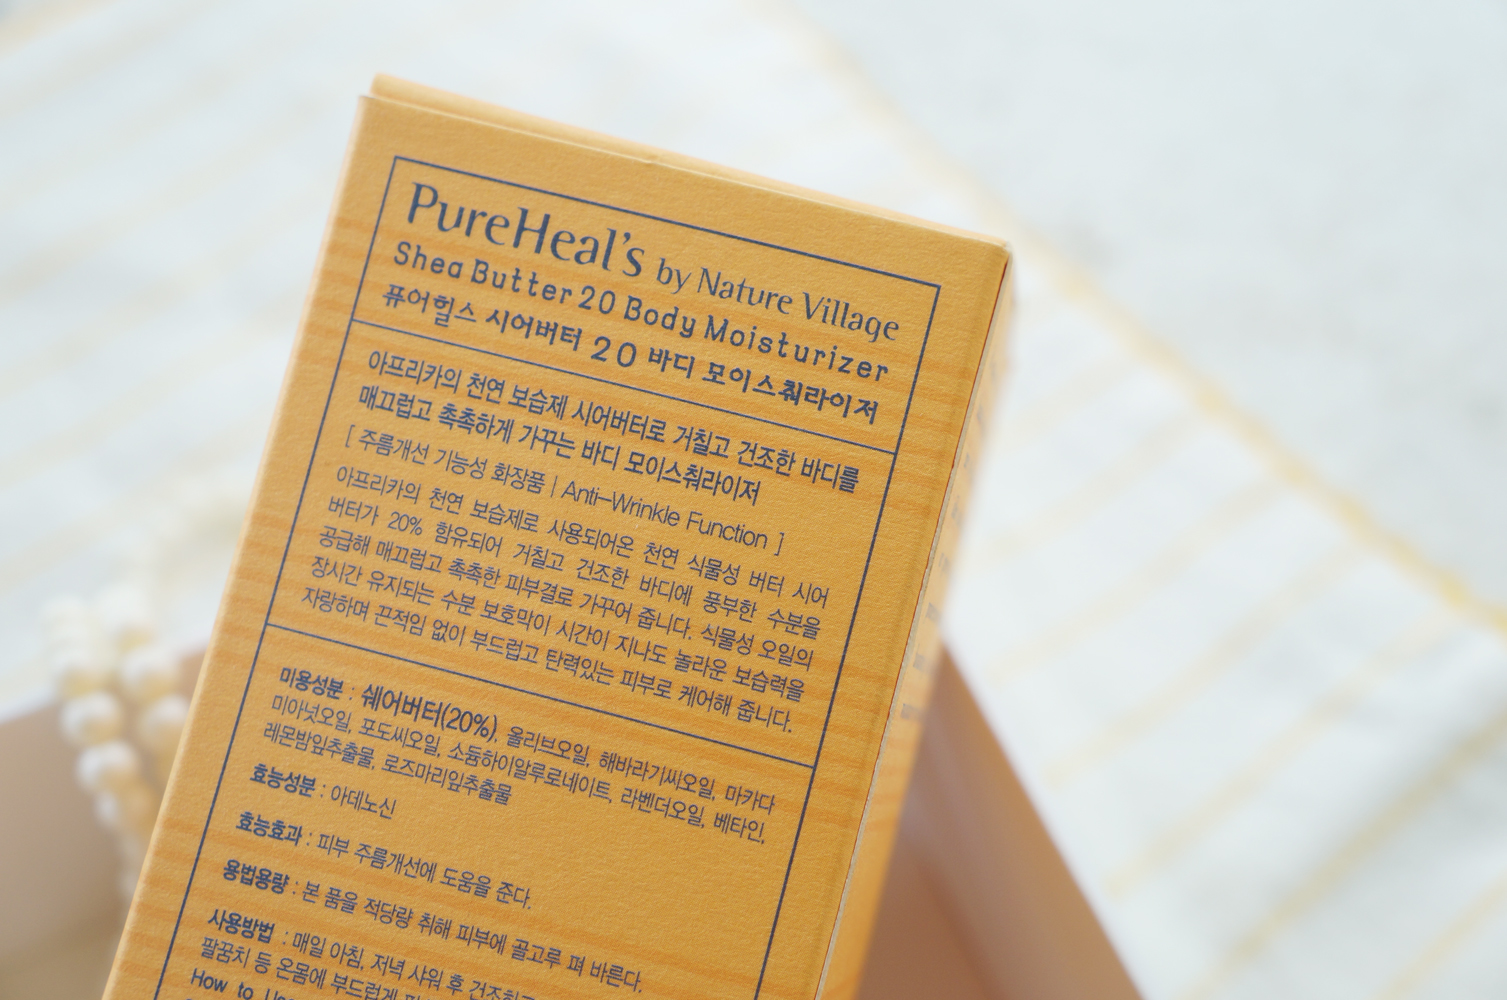 PureHeal's by Nature Village
Shea Butter 20 Body Moisturizer
퓨어힐스 시어버터 20 바디 모이스춰라이저
아프리카의 천연 보습제 시어버터로 거칠고 건조한 바디를
매끄럽고 촉촉하게 가꾸는 바디 모이스춰라이저
[ 주름개선 기능성 화장품 | Anti-Wrinkle Function ]
아프리카의 천연 보습제로 사용되어온 천연 식물성 버터 시어
버터가 20% 함유되어 거칠고 건조한 바디에 풍부한 수분을
공급해 매끄럽고 촉촉한 피부결로 가꾸어 줍니다. 식물성 오일의
장시간 유지되는 수분 보호막이 시간이 지나도 놀라운 보습력을
자랑하며 끈적임 없이 부드럽고 탄력있는 피부로 케어해 줍니다.
미용성분 : 쉐어버터(20%), 올리브오일, 해바라기씨오일, 마카다
미아넛오일, 포도씨오일, 소듐하이알루로네이트, 라벤더오일, 베타인,
레몬밤잎추출물, 로즈마리잎추출물
효능성분 : 아데노신
효능효과 : 피부 주름개선에 도움을 준다.
용법용량 : 본 품을 적당량 취해 피부에 골고루 펴 바른다.
사용방법 : 매일 아침, 저녁 샤워 후
팔꿈치 등 온몸에 부드럽게
How to